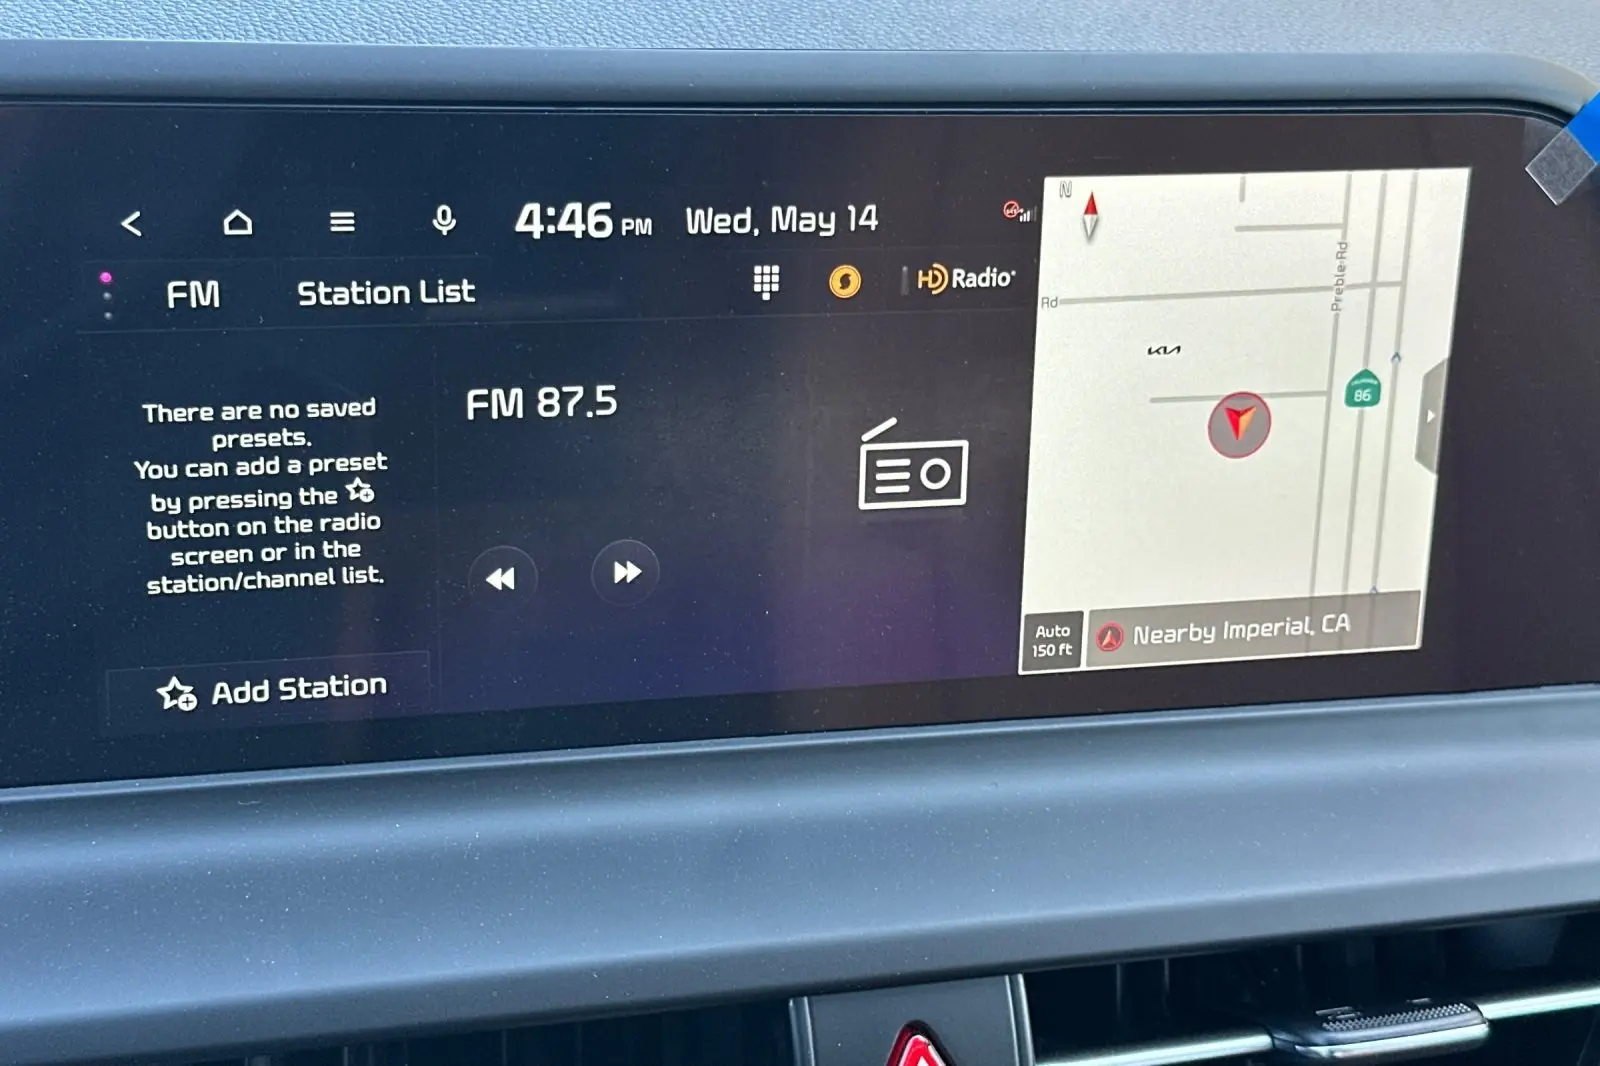 4:46 PM Wed, May 14
FM
Station List
HD Radio
There are no saved
presets.
You can add a preset
by pressing the
button on the radio
screen or in the
station/channel list.
Add Station
FM 87.5
N
Preble Rd
Rd
KIA
CALIFORNIA
86
Auto
150 ft
Nearby Imperial, CA